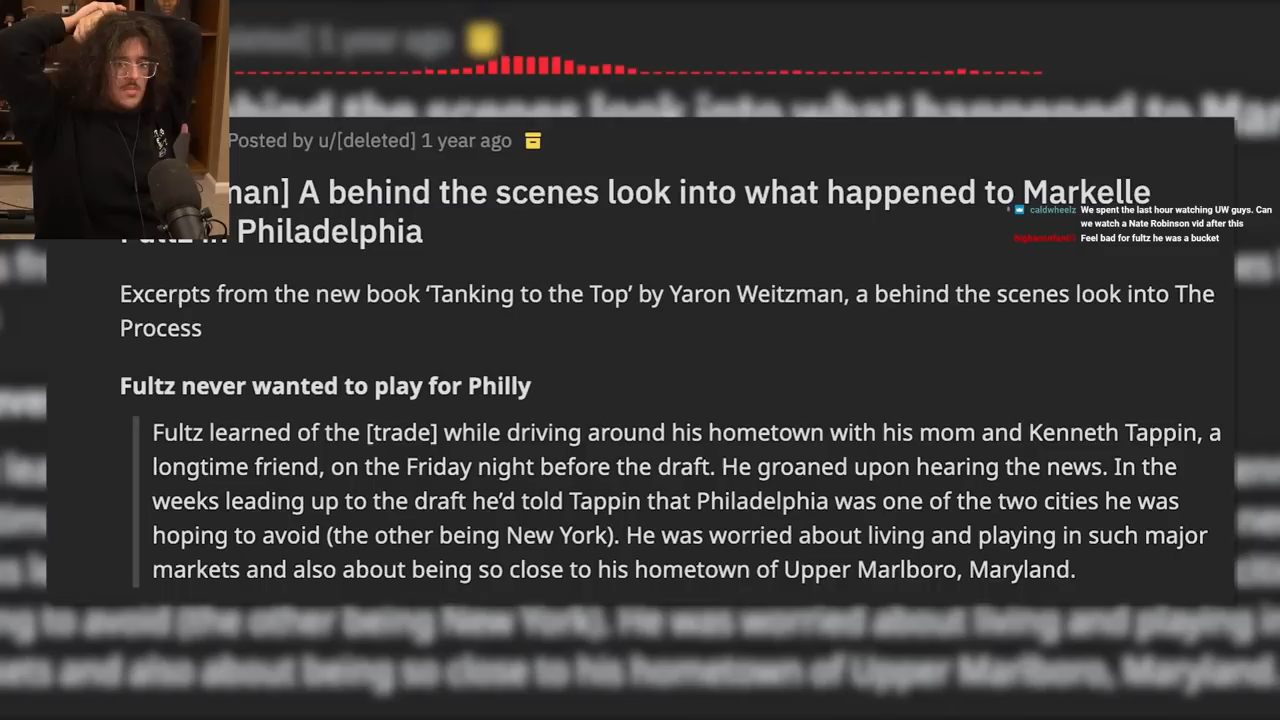 Posted by u/[deleted] 1 year ago
man] A behind the scenes look into what happened to Markelle
Fultz in Philadelphia
caldwheelz We spent the last hour watching UW guys. Can
we watch a Nate Robinson vid after this
Feel bad for fultz he was a bucket
Excerpts from the new book ‘Tanking to the Top’ by Yaron Weitzman, a behind the scenes look into The
Process
Fultz never wanted to play for Philly
Fultz learned of the [trade] while driving around his hometown with his mom and Kenneth Tappin, a
longtime friend, on the Friday night before the draft. He groaned upon hearing the news. In the
weeks leading up to the draft he’d told Tappin that Philadelphia was one of the two cities he was
hoping to avoid (the other being New York). He was worried about living and playing in such major
markets and also about being so close to his hometown of Upper Marlboro, Maryland.